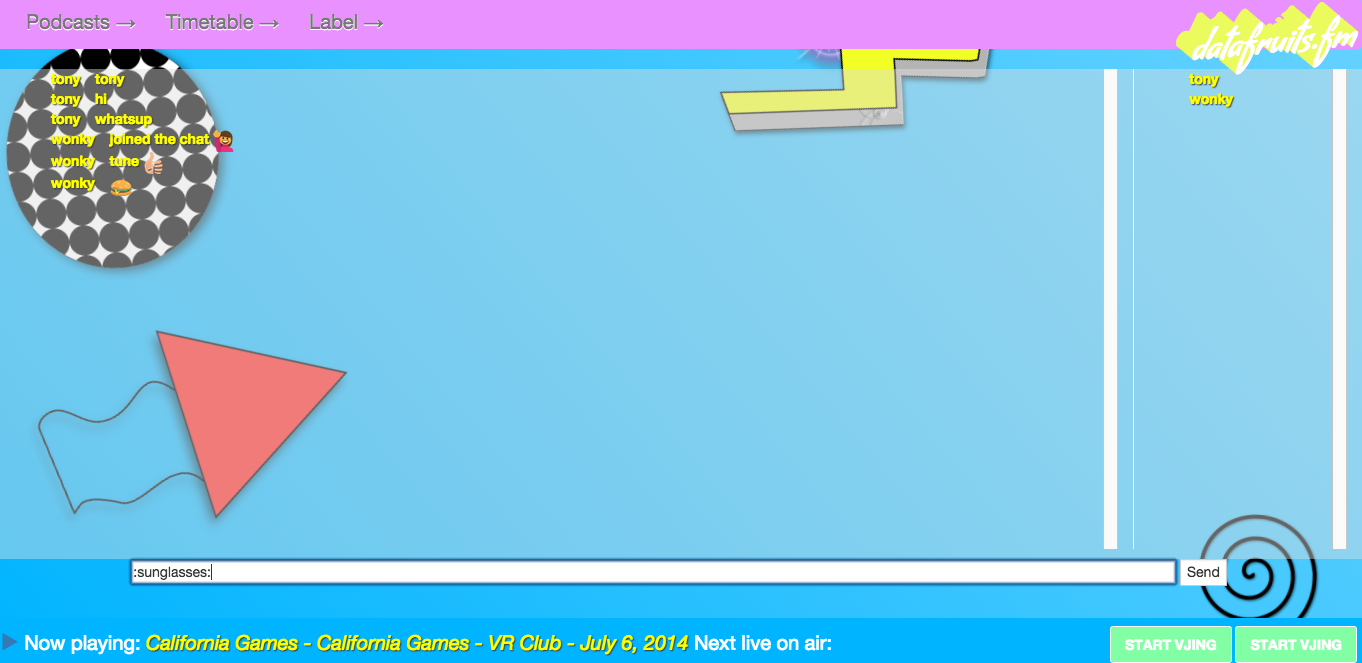 Podcasts → Timetable → Label →
datafruits.fm
tony tony
tony hi
tony whatsup
wonky joined the chat 🙋🏽
wonky tune 👍🏼
wonky 🍔
tony
wonky
:sunglasses:
Send
Now playing: California Games - California Games - VR Club - July 6, 2014 Next live on air:
START VJING START VJING